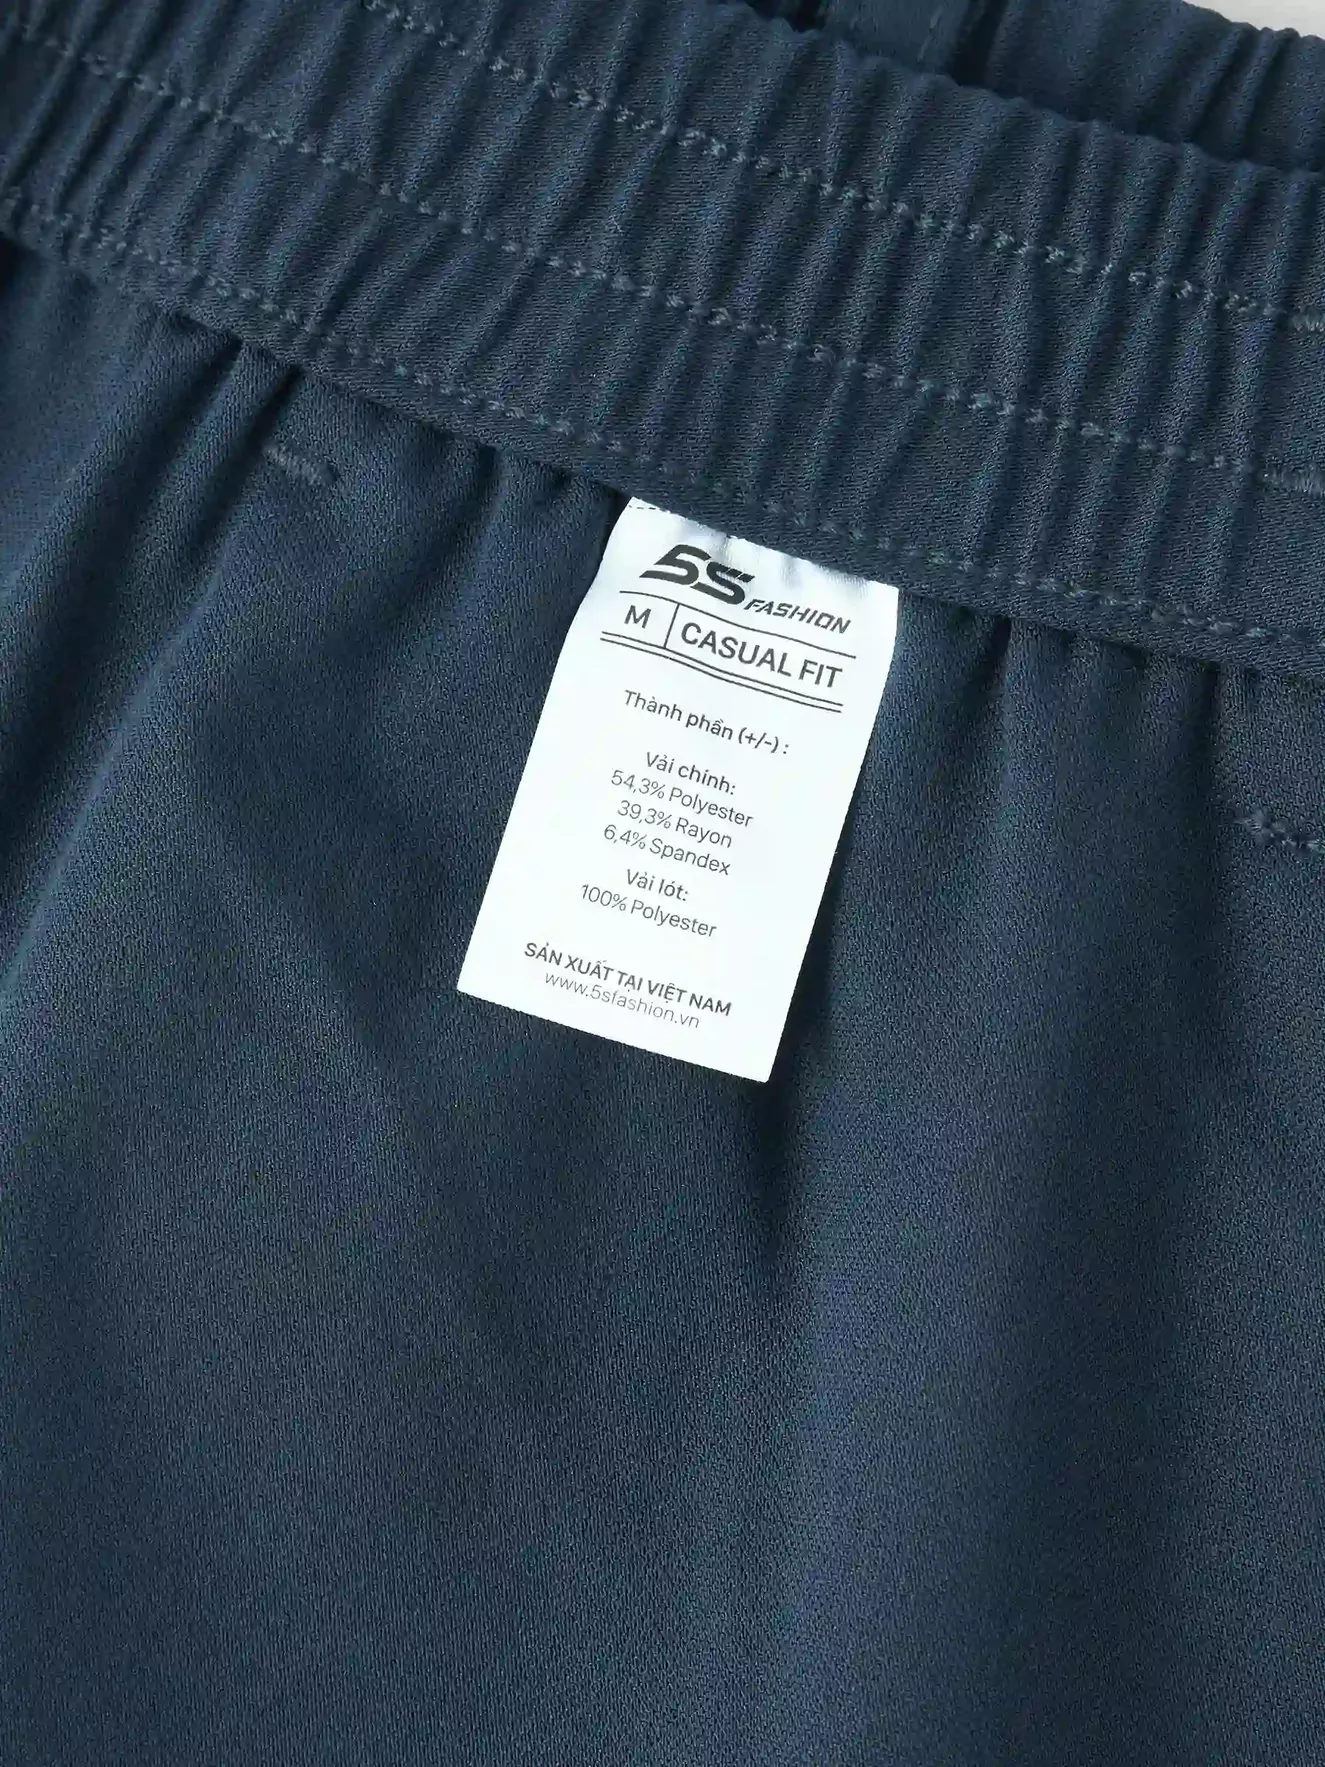 5S FASHION
M CASUAL FIT
Thành phần (+/-) :
Vải chính:
54,3% Polyester
39,3% Rayon
6,4% Spandex
Vải lót:
100% Polyester
SẢN XUẤT TẠI VIỆT NAM
www.5sfashion.vn